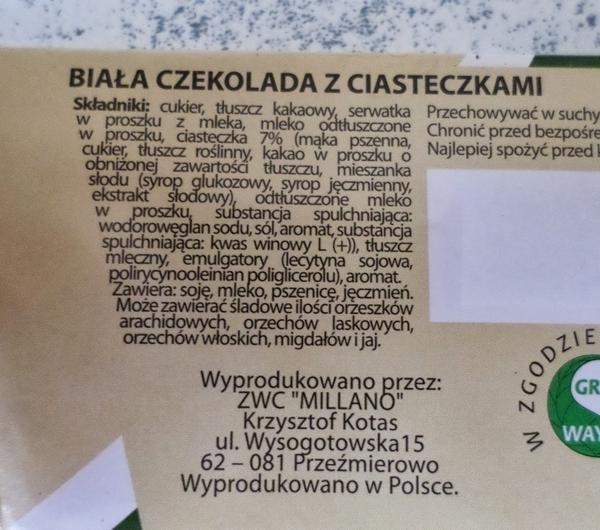 BIAŁA CZEKOLADA Z CIASTECZKAMI
Składniki: cukier, tłuszcz kakaowy, serwatka
w proszku z mleka, mleko odtłuszczone
w proszku, ciasteczka 7% (mąka pszenna,
cukier, tłuszcz roślinny, kakao w proszku o
obniżonej zawartości tłuszczu, mieszanka
słodu (syrop glukozowy, syrop jęczmienny,
ekstrakt słodowy), odtłuszczone mleko
w proszku, substancja spulchniająca:
wodorowęglan sodu, sól, aromat, substancja
spulchniająca: kwas winowy L (+)), tłuszcz
mleczny, emulgatory (lecytyna sojowa,
polirycynooleinian poliglicerolu), aromat.
Zawiera: soję, mleko, pszenicę, jęczmień.
Może zawierać śladowe ilości orzeszków
arachidowych, orzechów laskowych,
orzechów włoskich, migdałów i jaj.
Przechowywać w suchy
Chronić przed bezpośre
Najlepiej spożyć przed k
Wyprodukowano przez:
ZWC "MILLANO"
Krzysztof Kotas
ul. Wysogotowska15
62 – 081 Przeźmierowo
Wyprodukowano w Polsce.
W ZGODZIE
GR
WAY